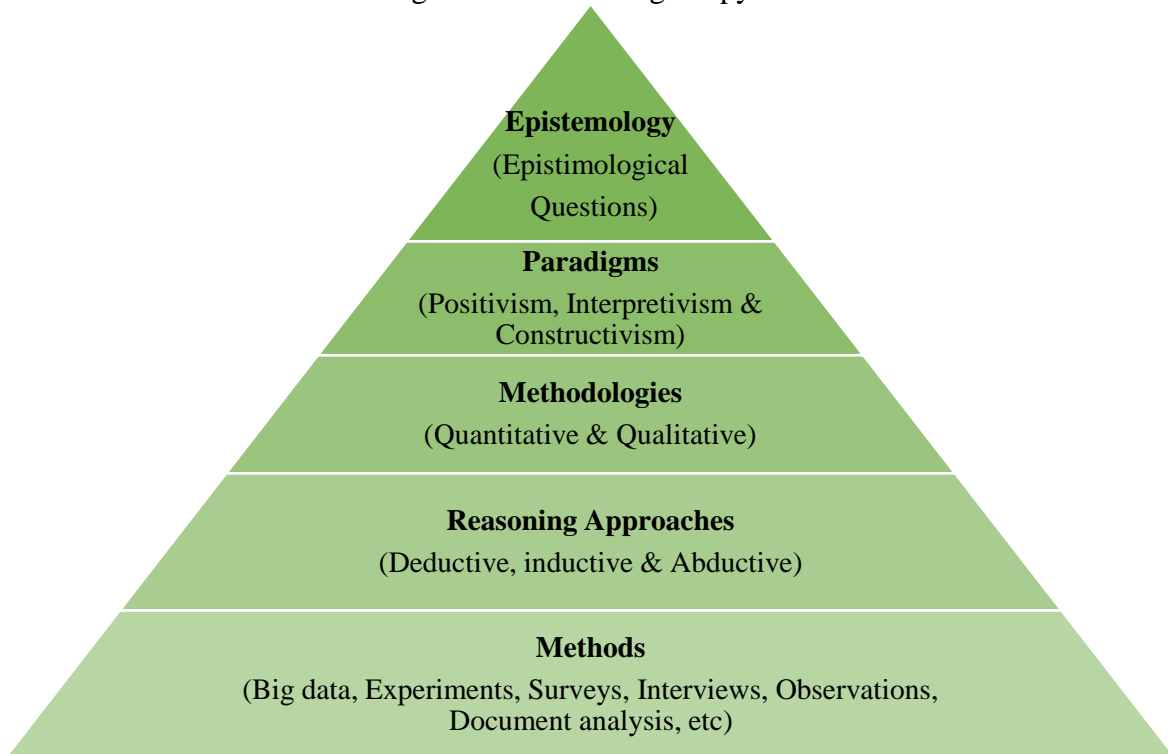 Epistemology
(Epistimological
Questions)
Paradigms
(Positivism, Interpretivism &
Constructivism)
Methodologies
(Quantitative & Qualitative)
Reasoning Approaches
(Deductive, inductive & Abductive)
Methods
(Big data, Experiments, Surveys, Interviews, Observations,
Document analysis, etc)